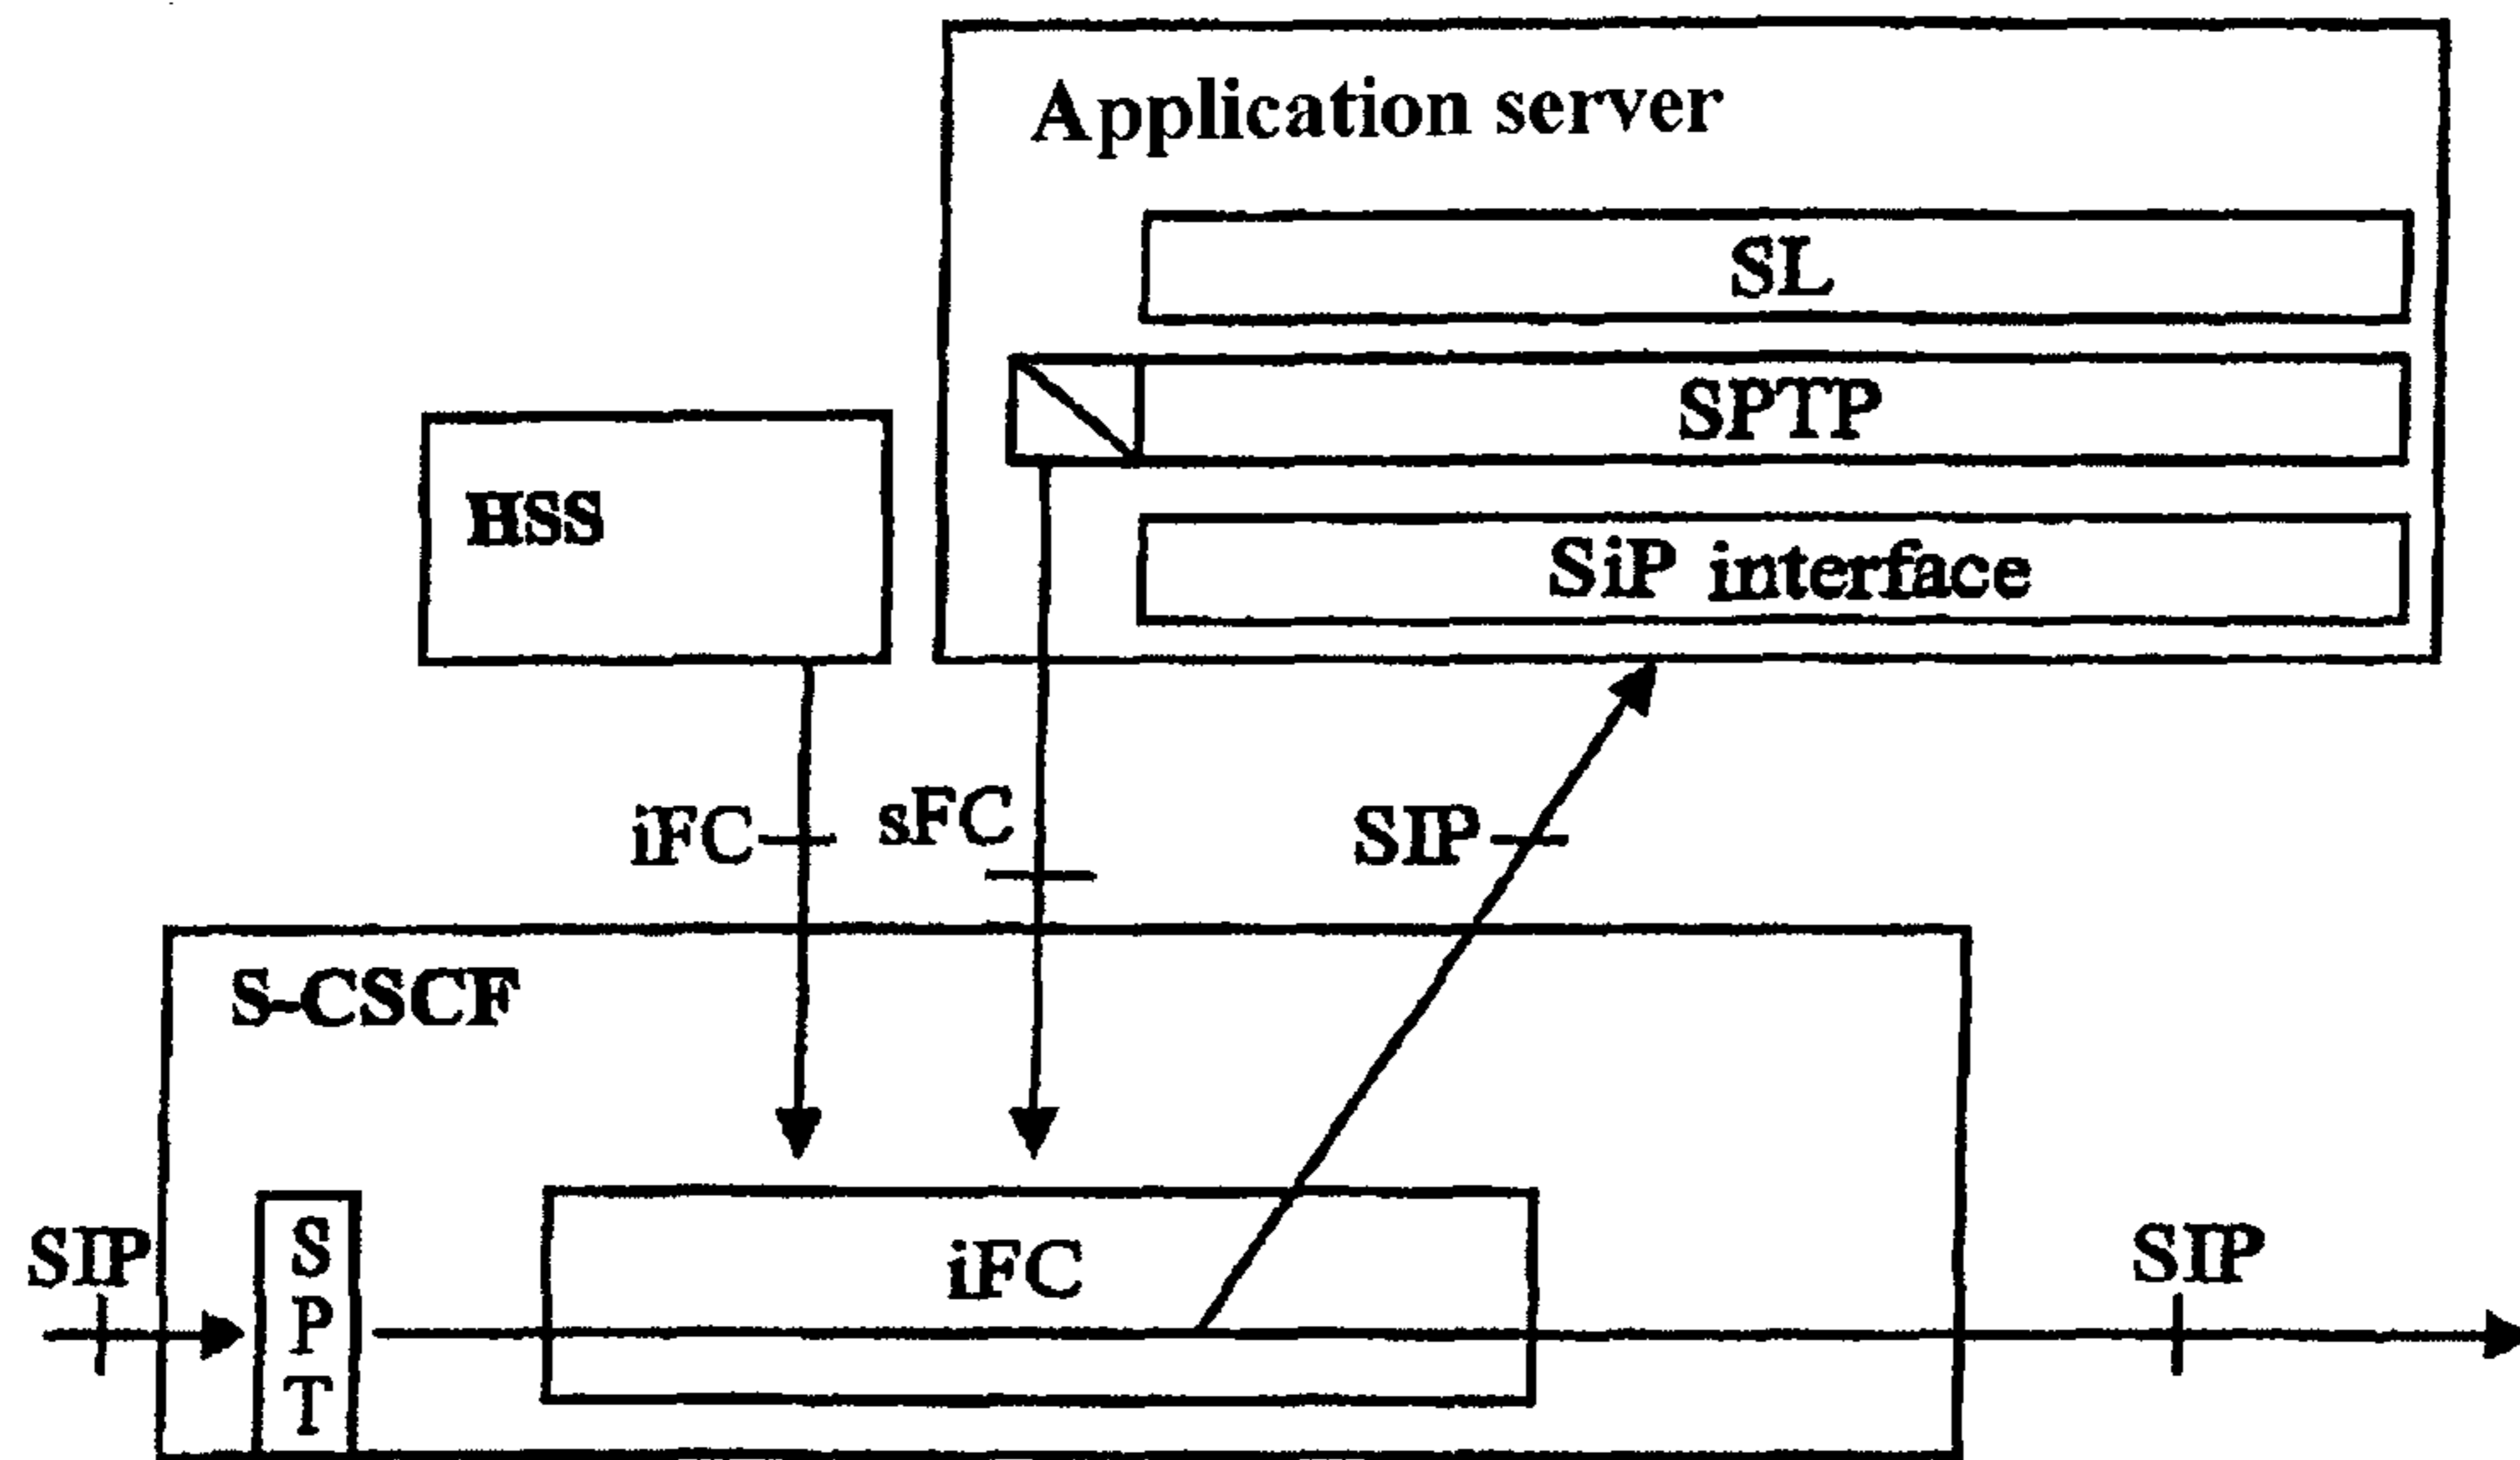 Application server
SL
SPTP
HSS
SiP interface
iFC
sFC
SIP
S-CSCF
SIP
S
P
T
iFC
SIP